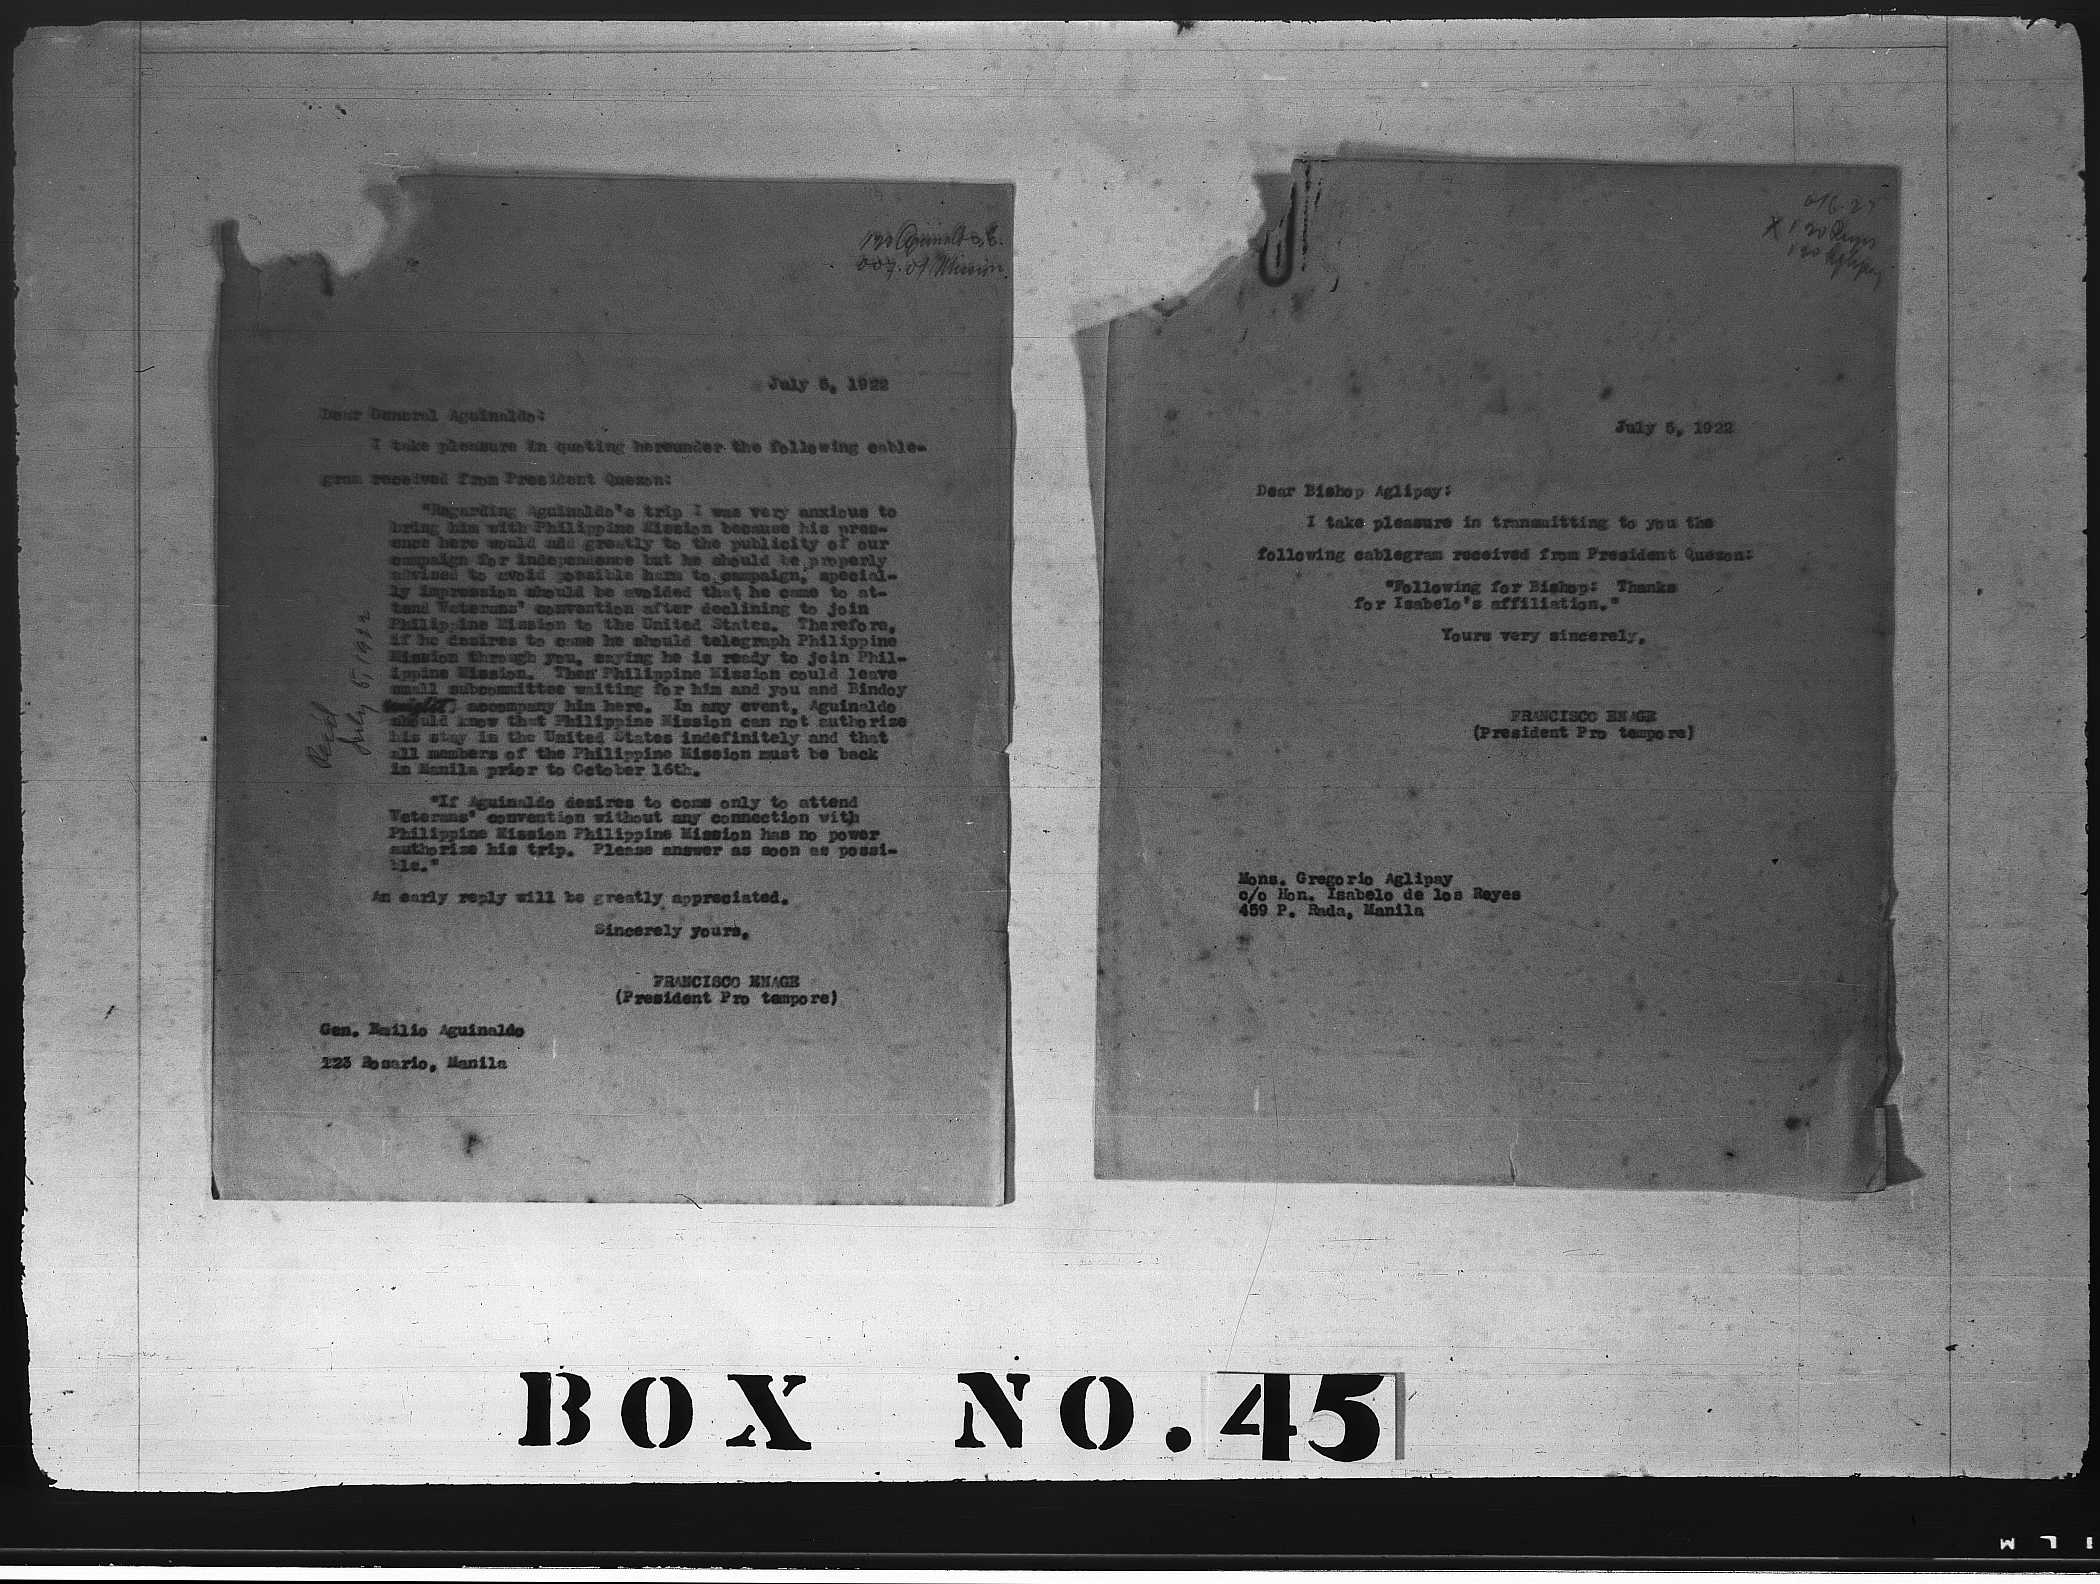 120 Aguinaldo, E.
007.01 Mission
July 5, 1922
Dear General Aguinaldo:
I take pleasure in quoting hereunder the following cable-
gram received from President Quezon:
"Regarding Aguinaldo's trip I was very anxious to
bring him with Philippine Mission because his pres-
ence here would add greatly to the publicity of our
campaign for independence but he should be properly
advised to avoid possible harm to campaign, special-
ly impression should be avoided that he came to at-
tend Veterans' convention after declining to join
Philippine Mission to the United States. Therefore,
if he desires to come he should telegraph Philippine
Mission through you, saying he is ready to join Phil-
ippine Mission. Then Philippine Mission could leave
small subcommittee waiting for him and you and Bindoy
accompany him here. In any event, Aguinaldo
should know that Philippine Mission can not authorize
his stay in the United States indefinitely and that
all members of the Philippine Mission must be back
in Manila prior to October 16th.
"If Aguinaldo desires to come only to attend
Veterans' convention without any connection with
Philippine Mission Philippine Mission has no power
authorize his trip. Please answer as soon as possi-
ble."
An early reply will be greatly appreciated.
Sincerely yours,
FRANCISCO ENAGE
(President Pro tempore)
Gen. Emilio Aguinaldo
123 Rosario, Manila
Rec'd
July 5, 1922
X 120 Reyes
120 Aglipay
July 5, 1922
Dear Bishop Aglipay:
I take pleasure in transmitting to you the
following cablegram received from President Quezon:
"Following for Bishop: Thanks
for Isabelo's affiliation."
Yours very sincerely,
FRANCISCO ENAGE
(President Pro tempore)
Mons. Gregorio Aglipay
c/o Hon. Isabelo de los Reyes
459 P. Rada, Manila
BOX NO. 45